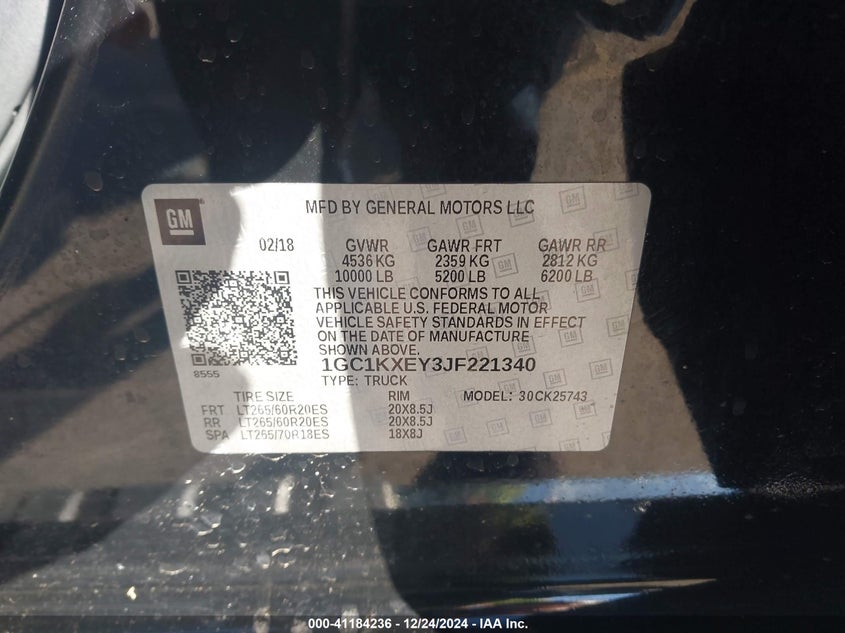 GM
MFD BY GENERAL MOTORS LLC
02/18 GVWR GAWR FRT GAWR RR
4536 KG 2359 KG 2812 KG
10000 LB 5200 LB 6200 LB
THIS VEHICLE CONFORMS TO ALL
APPLICABLE U.S. FEDERAL MOTOR
VEHICLE SAFETY STANDARDS IN EFFECT
ON THE DATE OF MANUFACTURE
SHOWN ABOVE.
8555
1GC1KXEY3JF221340
TYPE: TRUCK
TIRE SIZE RIM MODEL: 30CK25743
FRT LT265/60R20ES 20X8.5J
RR LT265/60R20ES 20X8.5J
SPA LT265/70R18ES 18X8J
000-41184236 - 12/24/2024 - IAA Inc.